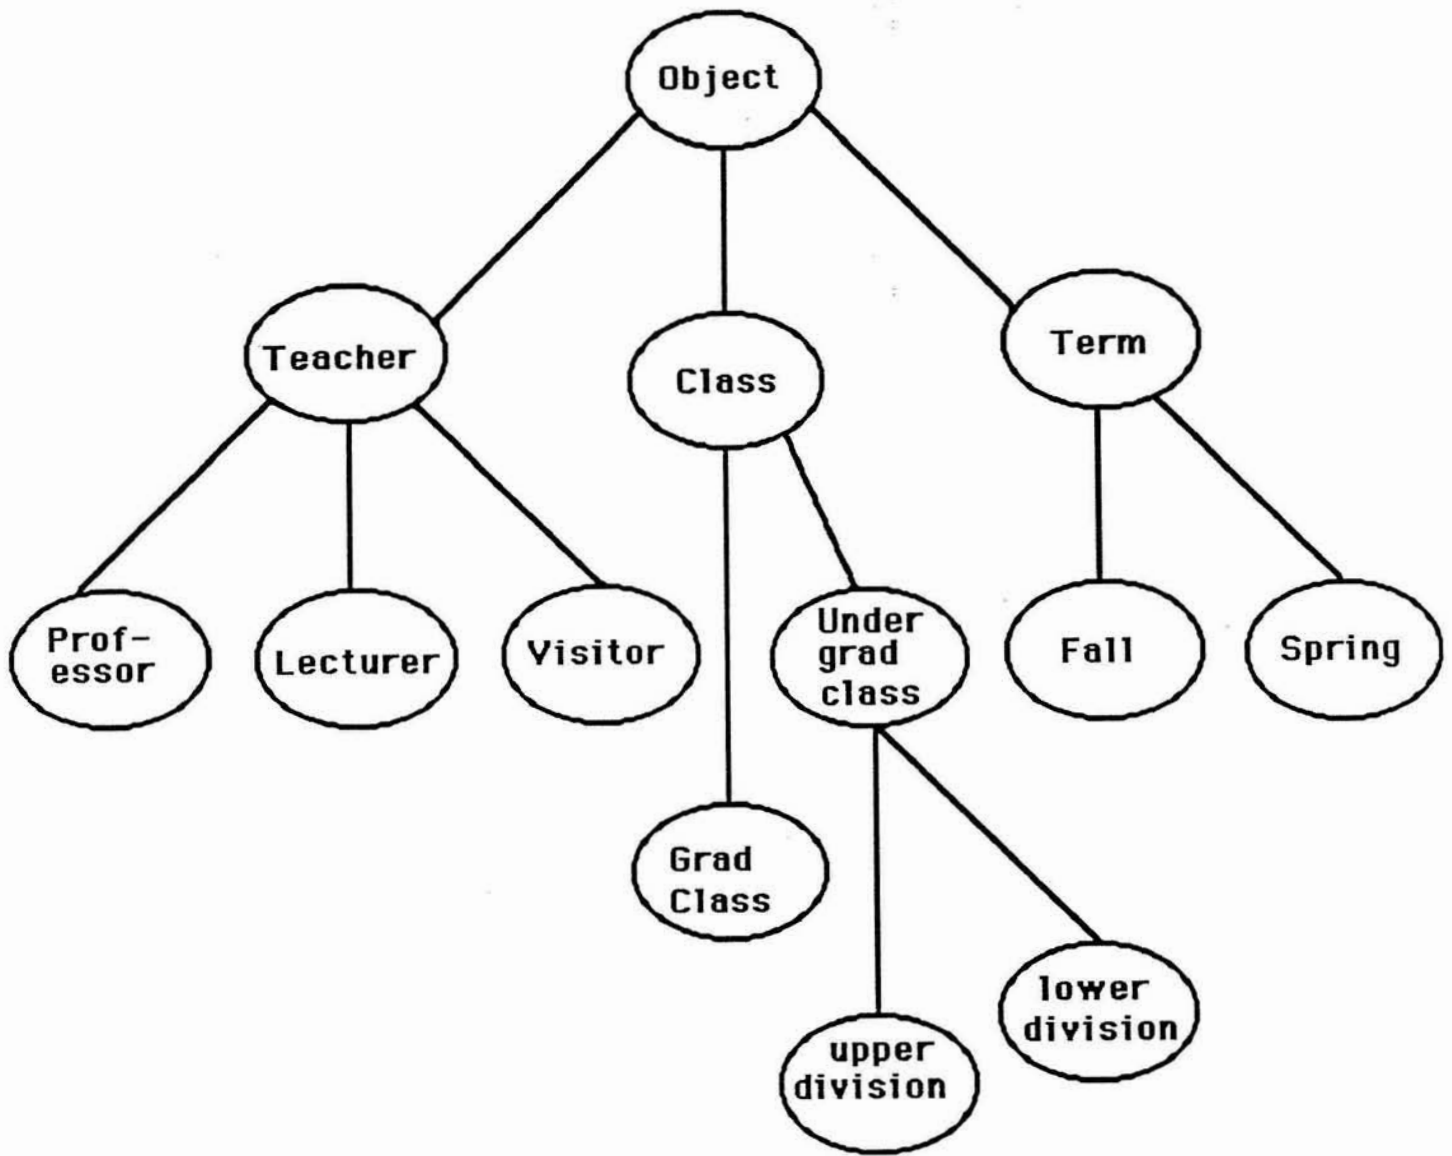 Object
Teacher
Class
Term
Prof-
essor
Lecturer
Visitor
Under
grad
class
Fall
Spring
Grad
Class
lower
division
upper
division